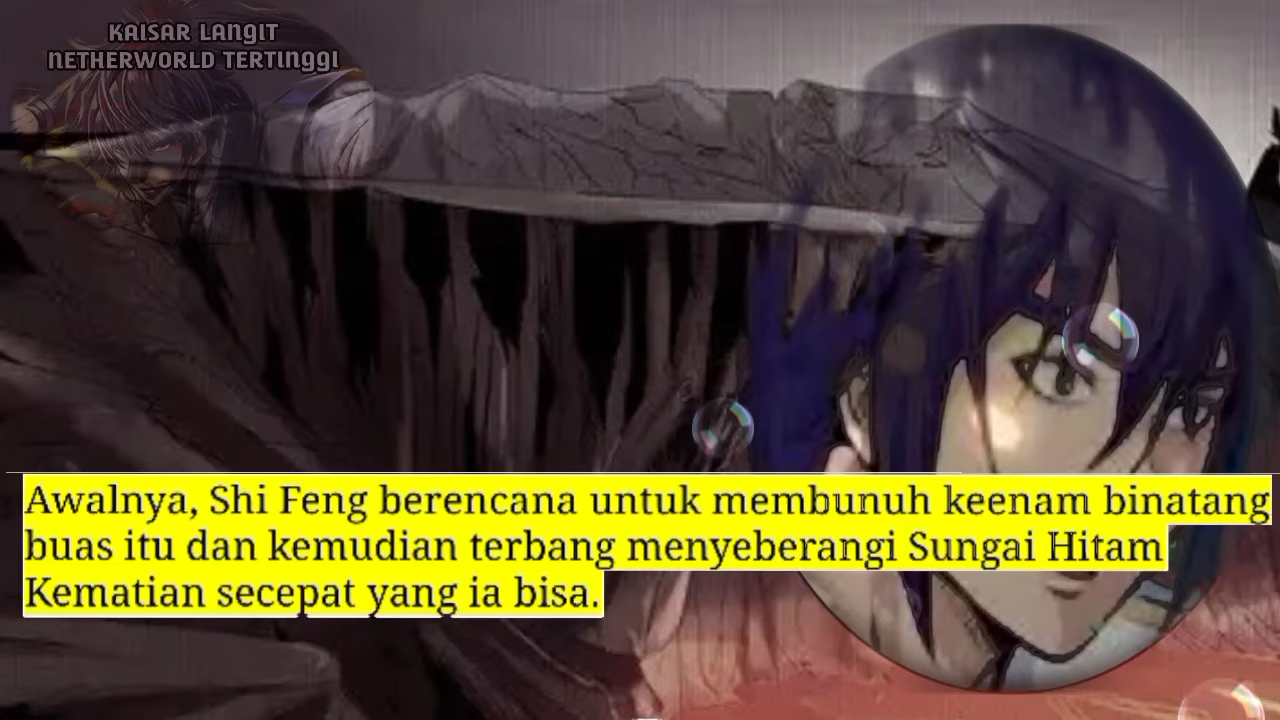 KAISAR LANGIT
NETHERWORLD TERTINGGI
Awalnya, Shi Feng berencana untuk membunuh keenam binatang
buas itu dan kemudian terbang menyeberangi Sungai Hitam
Kematian secepat yang ia bisa.